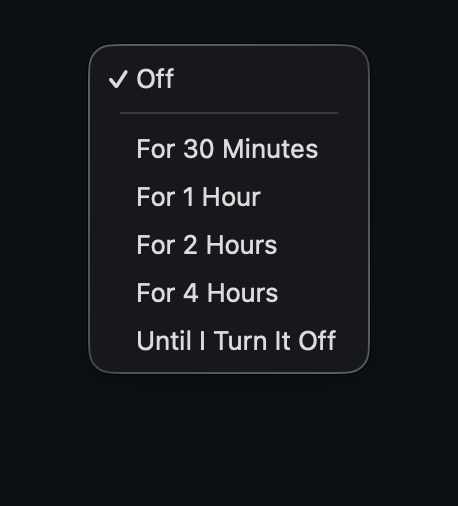 Off
For 30 Minutes
For 1 Hour
For 2 Hours
For 4 Hours
Until I Turn It Off